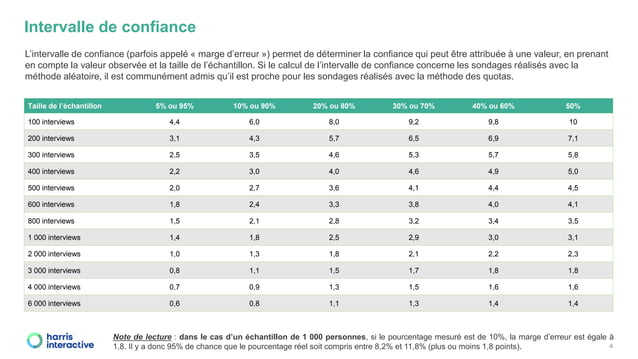 Intervalle de confiance
L’intervalle de confiance (parfois appelé « marge d’erreur ») permet de déterminer la confiance qui peut être attribuée à une valeur, en prenant
en compte la valeur observée et la taille de l’échantillon. Si le calcul de l’intervalle de confiance concerne les sondages réalisés avec la
méthode aléatoire, il est communément admis qu’il est proche pour les sondages réalisés avec la méthode des quotas.
Taille de l’échantillon 5% ou 95% 10% ou 90% 20% ou 80% 30% ou 70% 40% ou 60% 50%
100 interviews 4,4 6,0 8,0 9,2 9,8 10
200 interviews 3,1 4,3 5,7 6,5 6,9 7,1
300 interviews 2,5 3,5 4,6 5,3 5,7 5,8
400 interviews 2,2 3,0 4,0 4,6 4,9 5,0
500 interviews 2,0 2,7 3,6 4,1 4,4 4,5
600 interviews 1,8 2,4 3,3 3,8 4,0 4,1
800 interviews 1,5 2,1 2,8 3,2 3,4 3,5
1 000 interviews 1,4 1,8 2,5 2,9 3,0 3,1
2 000 interviews 1,0 1,3 1,8 2,1 2,2 2,3
3 000 interviews 0,8 1,1 1,5 1,7 1,8 1,8
4 000 interviews 0,7 0,9 1,3 1,5 1,6 1,6
6 000 interviews 0,6 0,8 1,1 1,3 1,4 1,4
harris
interactive
Note de lecture : dans le cas d’un échantillon de 1 000 personnes, si le pourcentage mesuré est de 10%, la marge d’erreur est égale à
1,8. Il y a donc 95% de chance que le pourcentage réel soit compris entre 8,2% et 11,8% (plus ou moins 1,8 points).
4